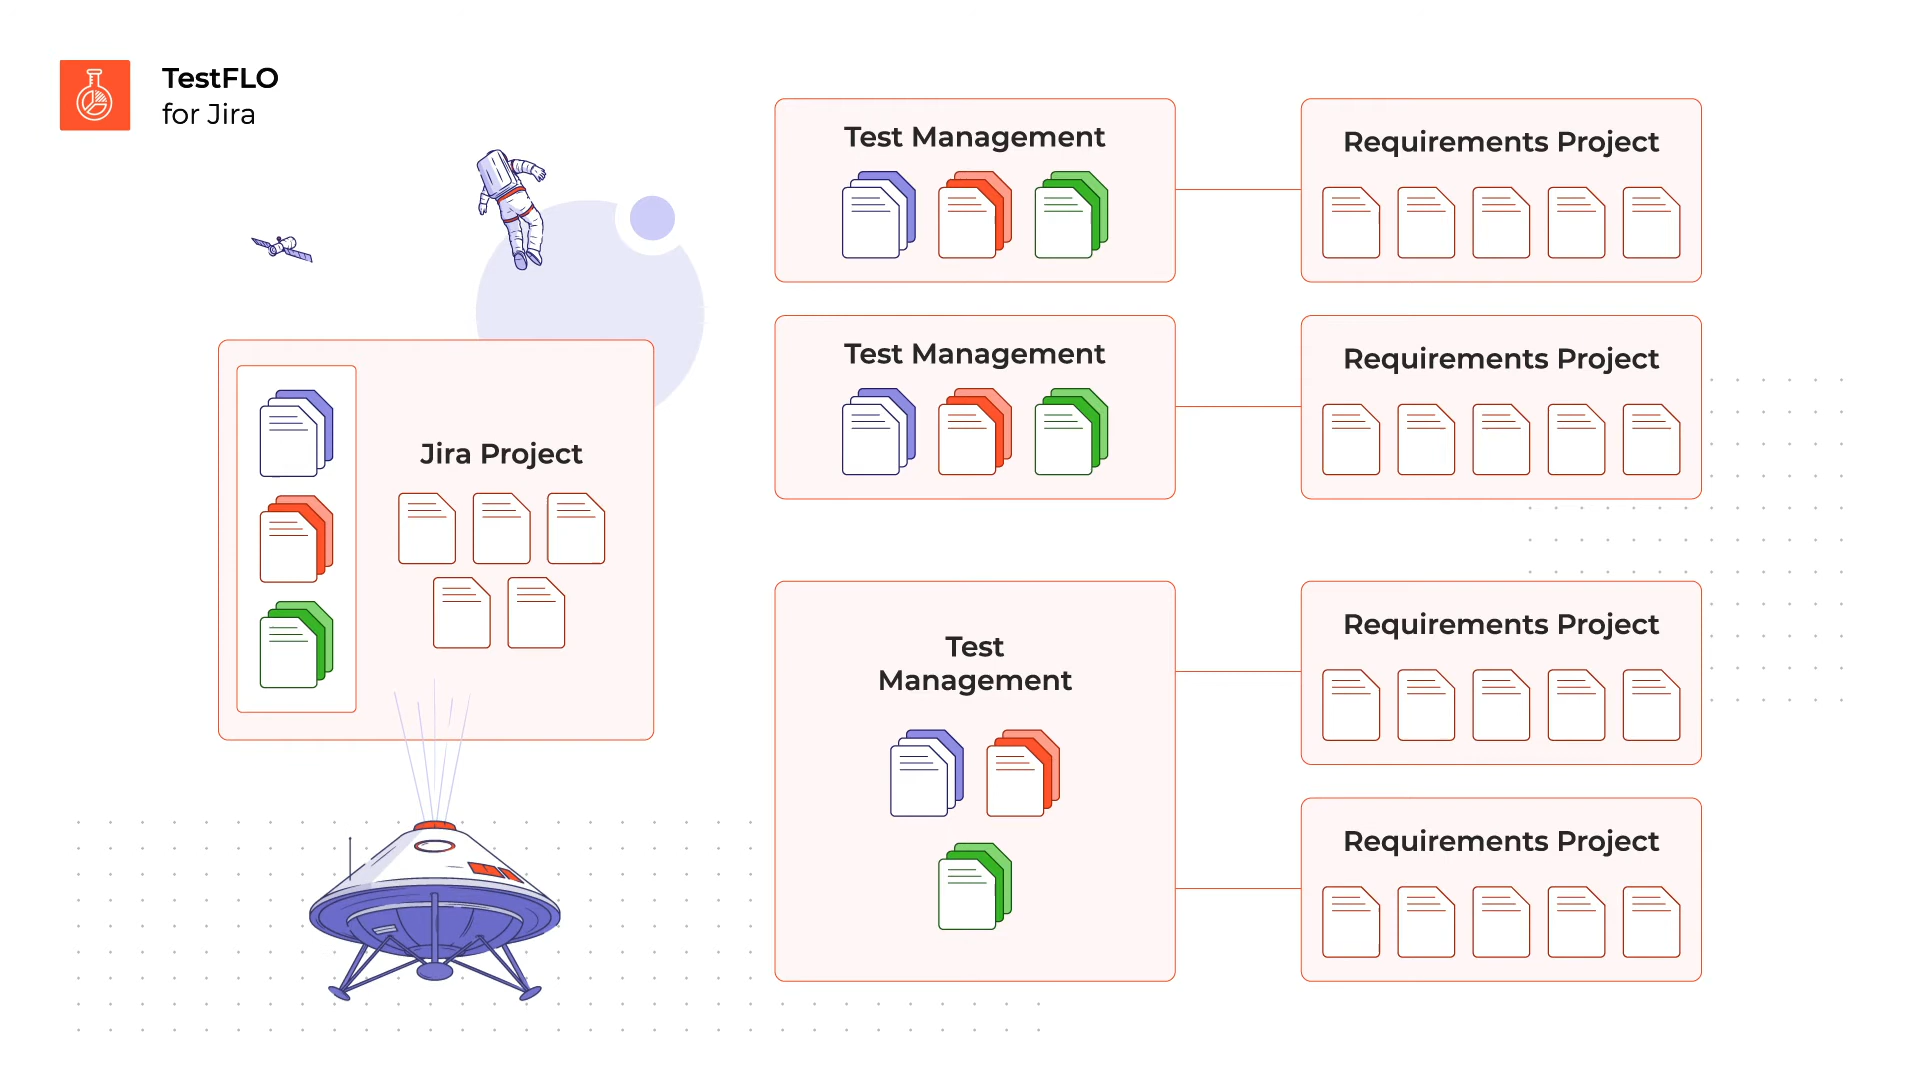 TestFLO
for Jira
Test Management
Requirements Project
Test Management
Requirements Project
Jira Project
Test
Management
Requirements Project
Requirements Project